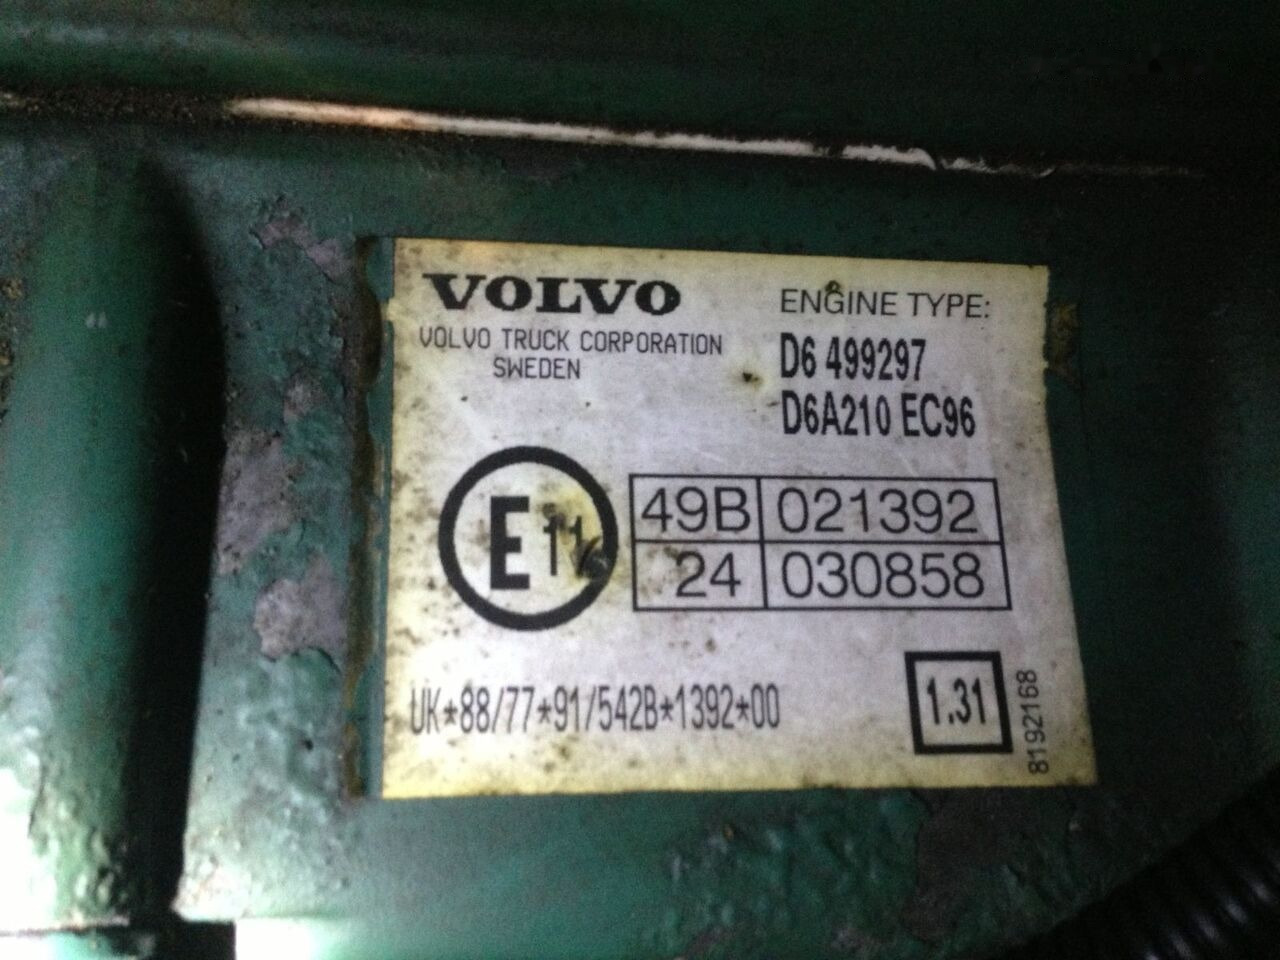 VOLVO
VOLVO TRUCK CORPORATION
SWEDEN
ENGINE TYPE:
D6 499297
D6A210 EC96
E11
49B 021392
24 030858
UK*88/77*91/542B*1392*00
1.31
8192168